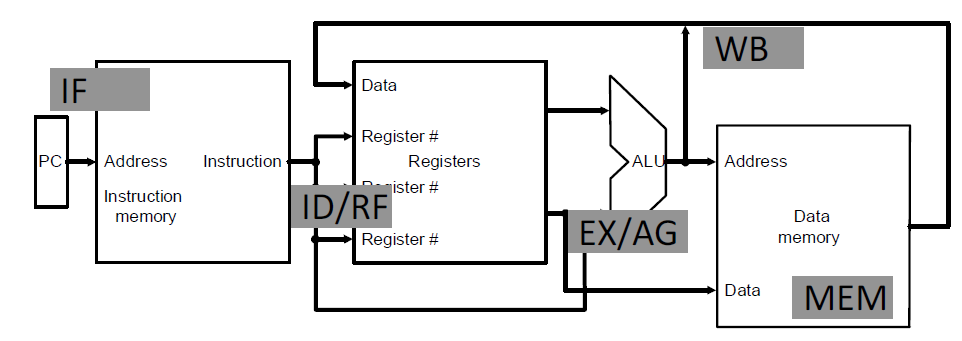 WB
IF
Data
Register #
PC
Address
Instruction
Registers
ALU
Address
Instruction
memory
Register #
ID/RF
Register #
EX/AG
Data
memory
Data
MEM